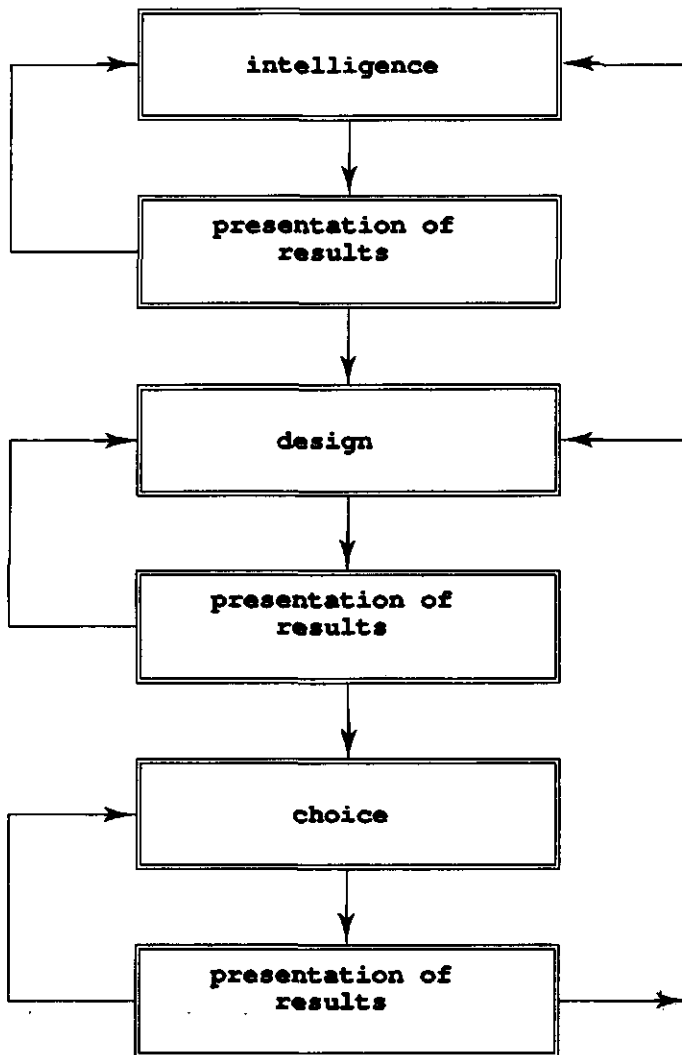 intelligence
presentation of
results
design
presentation of
results
choice
presentation of
results